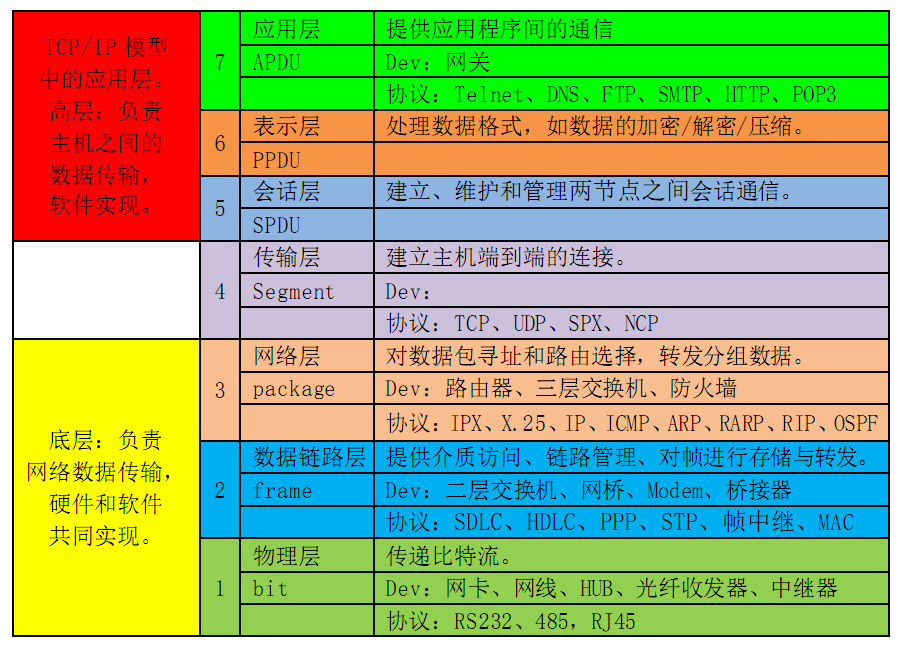 TCP/IP 模型
中的应用层。
高层：负责
主机之间的
数据传输，
软件实现。
7
应用层
提供应用程序间的通信
APDU
Dev：网关
协议：Telnet、DNS、FTP、SMTP、HTTP、POP3
6
表示层
处理数据格式，如数据的加密/解密/压缩。
PPDU
5
会话层
建立、维护和管理两节点之间会话通信。
SPDU
4
传输层
建立主机端到端的连接。
Segment
Dev：
协议：TCP、UDP、SPX、NCP
底层：负责
网络数据传输，
硬件和软件
共同实现。
3
网络层
对数据包寻址和路由选择，转发分组数据。
package
Dev：路由器、三层交换机、防火墙
协议：IPX、X.25、IP、ICMP、ARP、RARP、RIP、OSPF
2
数据链路层
提供介质访问、链路管理、对帧进行存储与转发。
frame
Dev：二层交换机、网桥、Modem、桥接器
协议：SDLC、HDLC、PPP、STP、帧中继、MAC
1
物理层
传递比特流。
bit
Dev：网卡、网线、HUB、光纤收发器、中继器
协议：RS232、485，RJ45